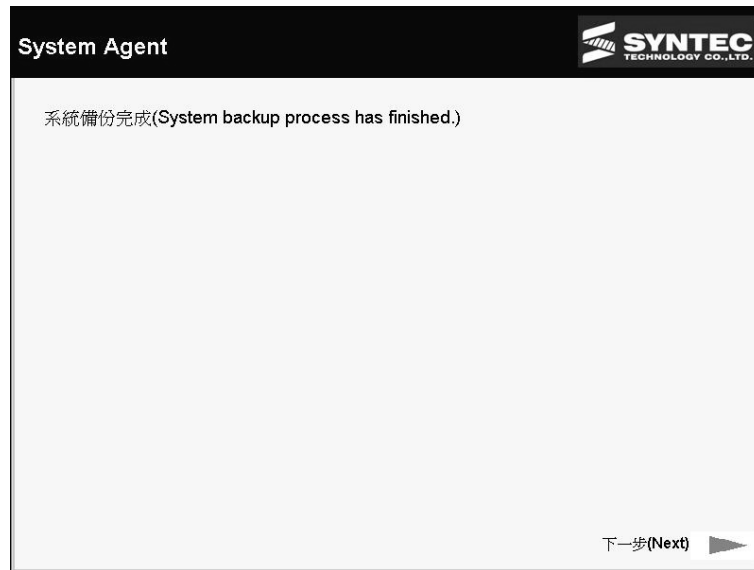 System Agent
SYNTEC
TECHNOLOGY CO.,LTD.
系統備份完成(System backup process has finished.)
下一步(Next)